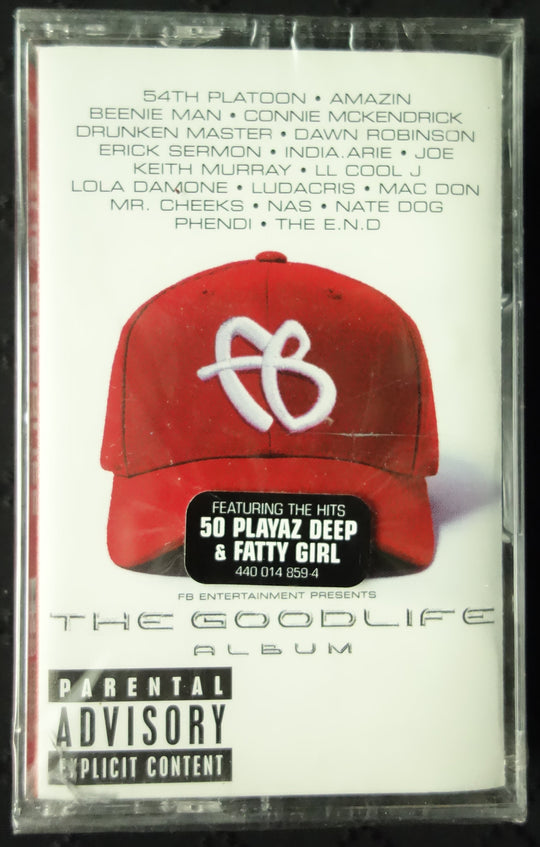 54TH PLATOON • AMAZIN
BEENIE MAN • CONNIE MCKENDRICK
DRUNKEN MASTER • DAWN ROBINSON
ERICK SERMON • INDIA.ARIE • JOE
KEITH MURRAY • LL COOL J
LOLA DAMONE • LUDACRIS • MAC DON
MR. CHEEKS • NAS • NATE DOG
PHENDI • THE E.N.D
FB
FEATURING THE HITS
50 PLAYAZ DEEP
& FATTY GIRL
440 014 859-4
FB ENTERTAINMENT PRESENTS
THE GOODLIFE
ALBUM
PARENTAL
ADVISORY
EXPLICIT CONTENT